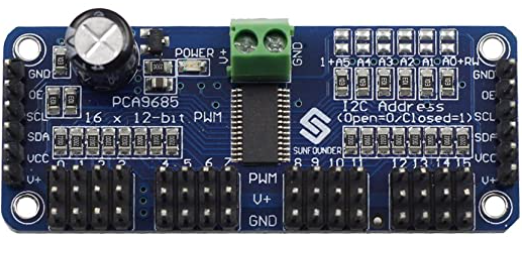 POWER + V+ GND
1+A5 A4 A3 A2 A1 A0+RW
GND
OE
SCL
SDA
VCC
V+
PCA9685
16 x 12-bit PWM
I2C Address
(Open=0/Closed=1)
SUNFOUNDER
0 1 2 3 4 5 6 7 8 9 10 11 12 13 14 15
PWM
V+
GND
GND
OE
SCL
SDA
VCC
V+